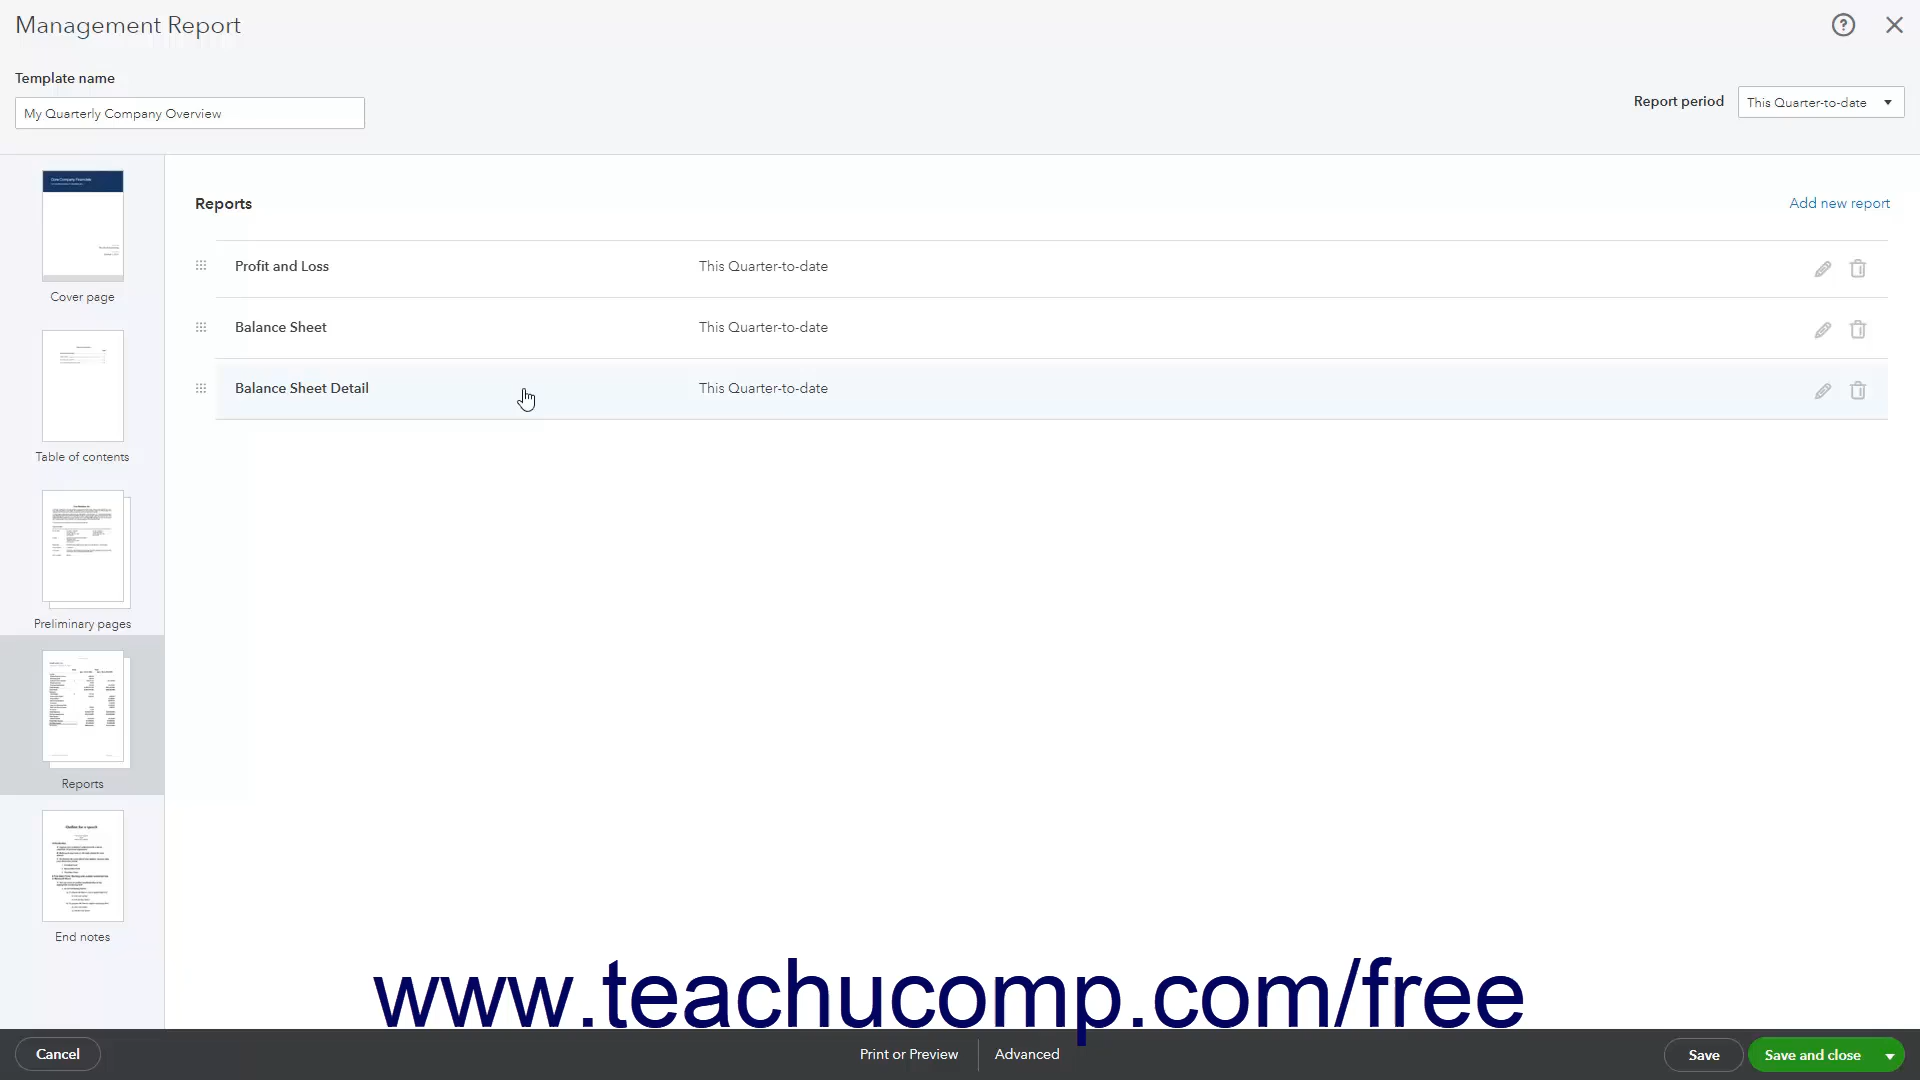 Management Report
Template name
My Quarterly Company Overview
Report period
This Quarter-to-date
Cover page
Table of contents
Preliminary pages
Reports
End notes
Reports
Add new report
Profit and Loss This Quarter-to-date
Balance Sheet This Quarter-to-date
Balance Sheet Detail This Quarter-to-date
www.teachucomp.com/free
Cancel
Print or Preview
Advanced
Save
Save and close